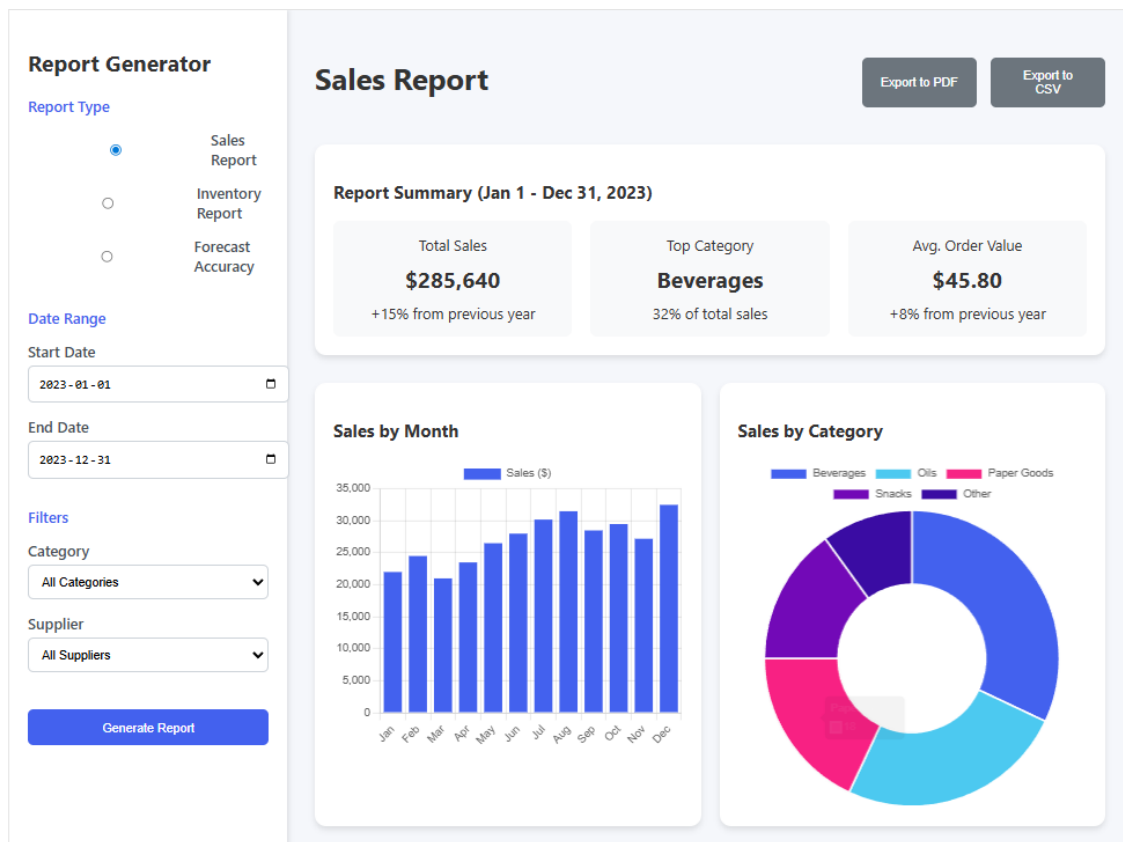 Report Generator
Report Type
Sales
Report
Inventory
Report
Forecast
Accuracy
Date Range
Start Date
2023-01-01
End Date
2023-12-31
Filters
Category
All Categories
Supplier
All Suppliers
Generate Report
Sales Report
Export to PDF
Export to
CSV
Report Summary (Jan 1 - Dec 31, 2023)
Total Sales
$285,640
+15% from previous year
Top Category
Beverages
32% of total sales
Avg. Order Value
$45.80
+8% from previous year
Sales by Month
Sales ($)
35,000
30,000
25,000
20,000
15,000
10,000
5,000
0
Jan Feb Mar Apr May Jun Jul Aug Sep Oct Nov Dec
Sales by Category
Beverages Oils Paper Goods
Snacks Other